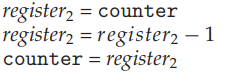 register₂ = counter
register₂ = register₂ − 1
counter = register₂